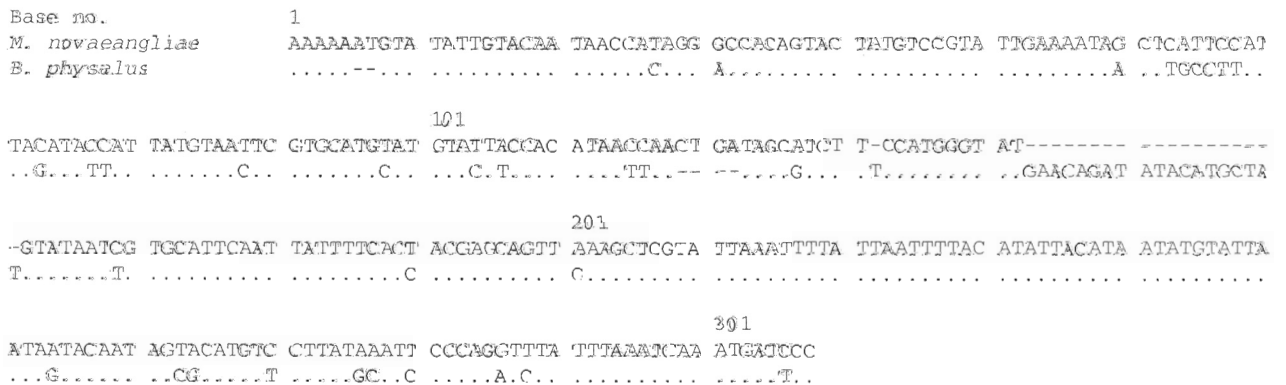 Base no. 1
M. novaeangliae AAAAAATGTA TATTGTACAA TAACCATAGG GCCACAGTAC TATGTCCGTA TTGAAAATAG CTCATTCCAT
B. physalus .....--... .......... .......C.. A......... .......... .........A ..TGCCTT..
101
TACATACCAT TATGTAATTC GTGCATGTAT GTATTACCAC ATAACCAACT GATAGCATCT T-CCATGGGT AT-------- ----------
..G...TT.. .......C.. .......C.. ...C.T.... .....TT.-- --....G... .T........ ..GAACAGAT ATACATGCTA
201
-GTATAATCG TGCATTCAAT TATTTTCACT ACGAGCAGTT AAAGCTCGTA TTAAATTTTA TTAATTTTAC ATATTACATA ATATGTATTA
T.......T. .......... .........C .......... C......... .......... .......... .......... ..........
301
ATAATACAAT AGTACATGTC CTTATAAATT CCCAGGTTTA TTTAAATCAA ATGATCCC
...G...... ..CG.....T .....GC..C .....A.C.. .......... .....T..